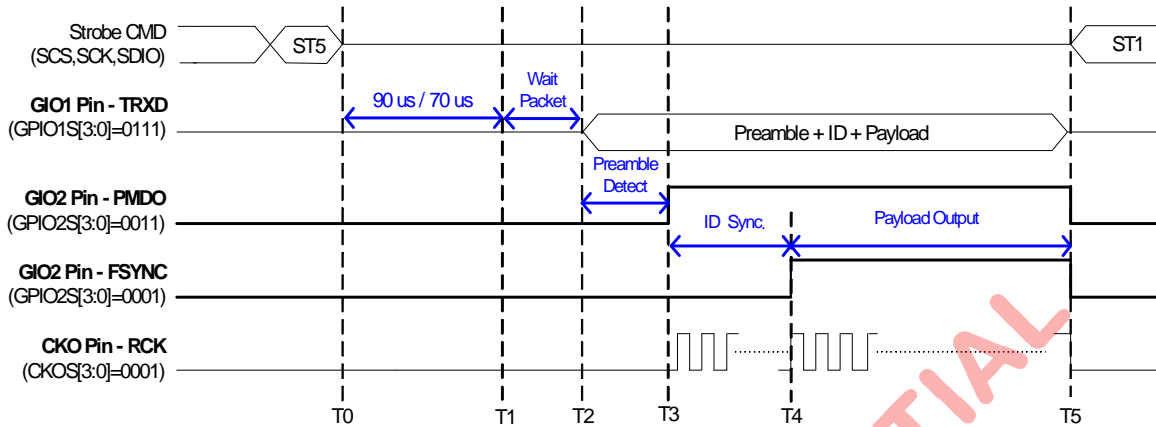 Strobe CMD
(SCS,SCK,SDIO)
ST5
ST1
Wait
Packet
90 us / 70 us
GIO1 Pin - TRXD
(GPIO1S[3:0]=0111)
Preamble + ID + Payload
Preamble
Detect
GIO2 Pin - PMDO
(GPIO2S[3:0]=0011)
ID Sync.
Payload Output
GIO2 Pin - FSYNC
(GPIO2S[3:0]=0001)
CKO Pin - RCK
(CKOS[3:0]=0001)
T0
T1
T2
T3
T4
T5
TIAL